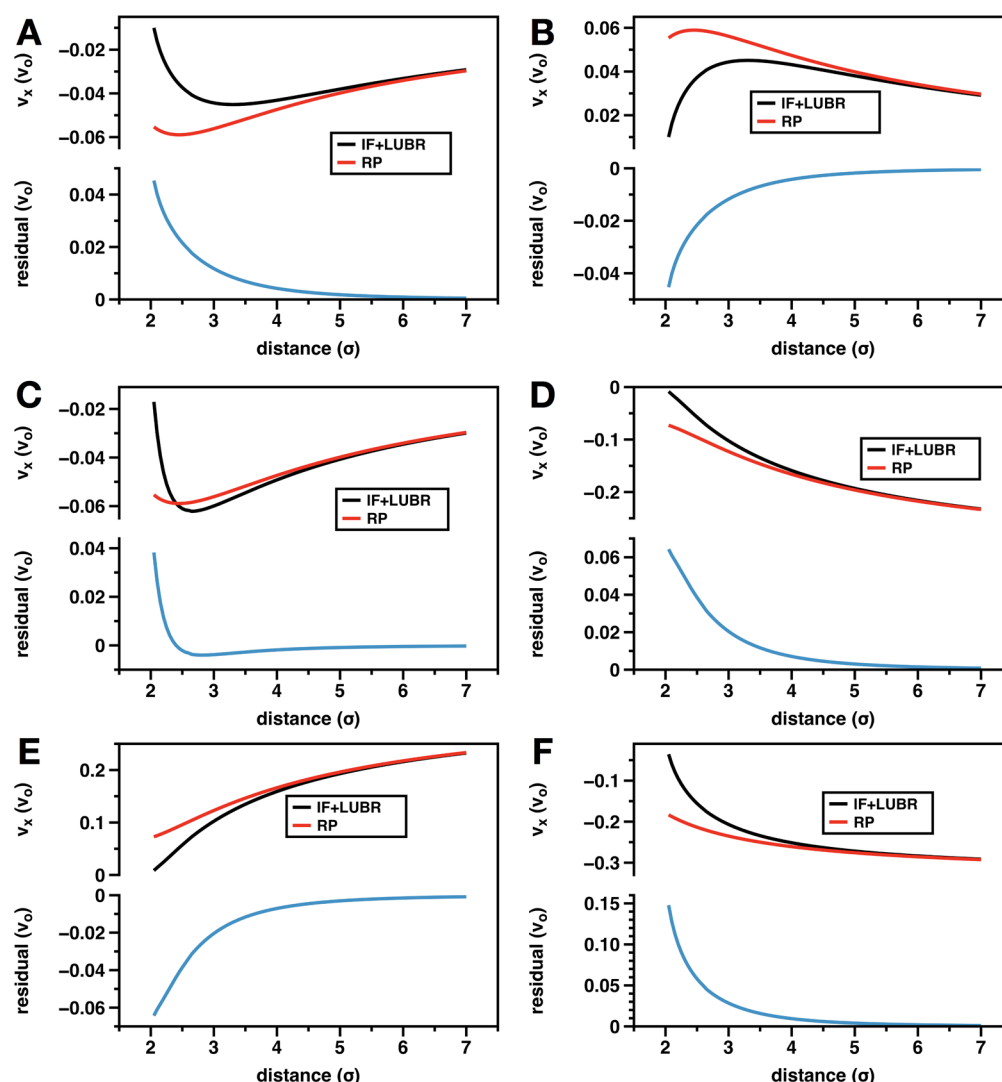 A
vₓ (vₒ)
−0.02
−0.04
−0.06
IF+LUBR
RP
residual (vₒ)
0.04
0.02
0
2 3 4 5 6 7
distance (σ)
B
vₓ (vₒ)
0.06
0.04
0.02
IF+LUBR
RP
residual (vₒ)
0
−0.02
−0.04
2 3 4 5 6 7
distance (σ)
C
vₓ (vₒ)
−0.02
−0.04
−0.06
IF+LUBR
RP
residual (vₒ)
0.04
0.02
0
2 3 4 5 6 7
distance (σ)
D
vₓ (vₒ)
0
−0.1
−0.2
IF+LUBR
RP
residual (vₒ)
0.06
0.04
0.02
0
2 3 4 5 6 7
distance (σ)
E
vₓ (vₒ)
0.2
0.1
0
IF+LUBR
RP
residual (vₒ)
0
−0.02
−0.04
−0.06
2 3 4 5 6 7
distance (σ)
F
vₓ (vₒ)
−0.1
−0.2
−0.3
IF+LUBR
RP
residual (vₒ)
0.15
0.10
0.05
0
2 3 4 5 6 7
distance (σ)